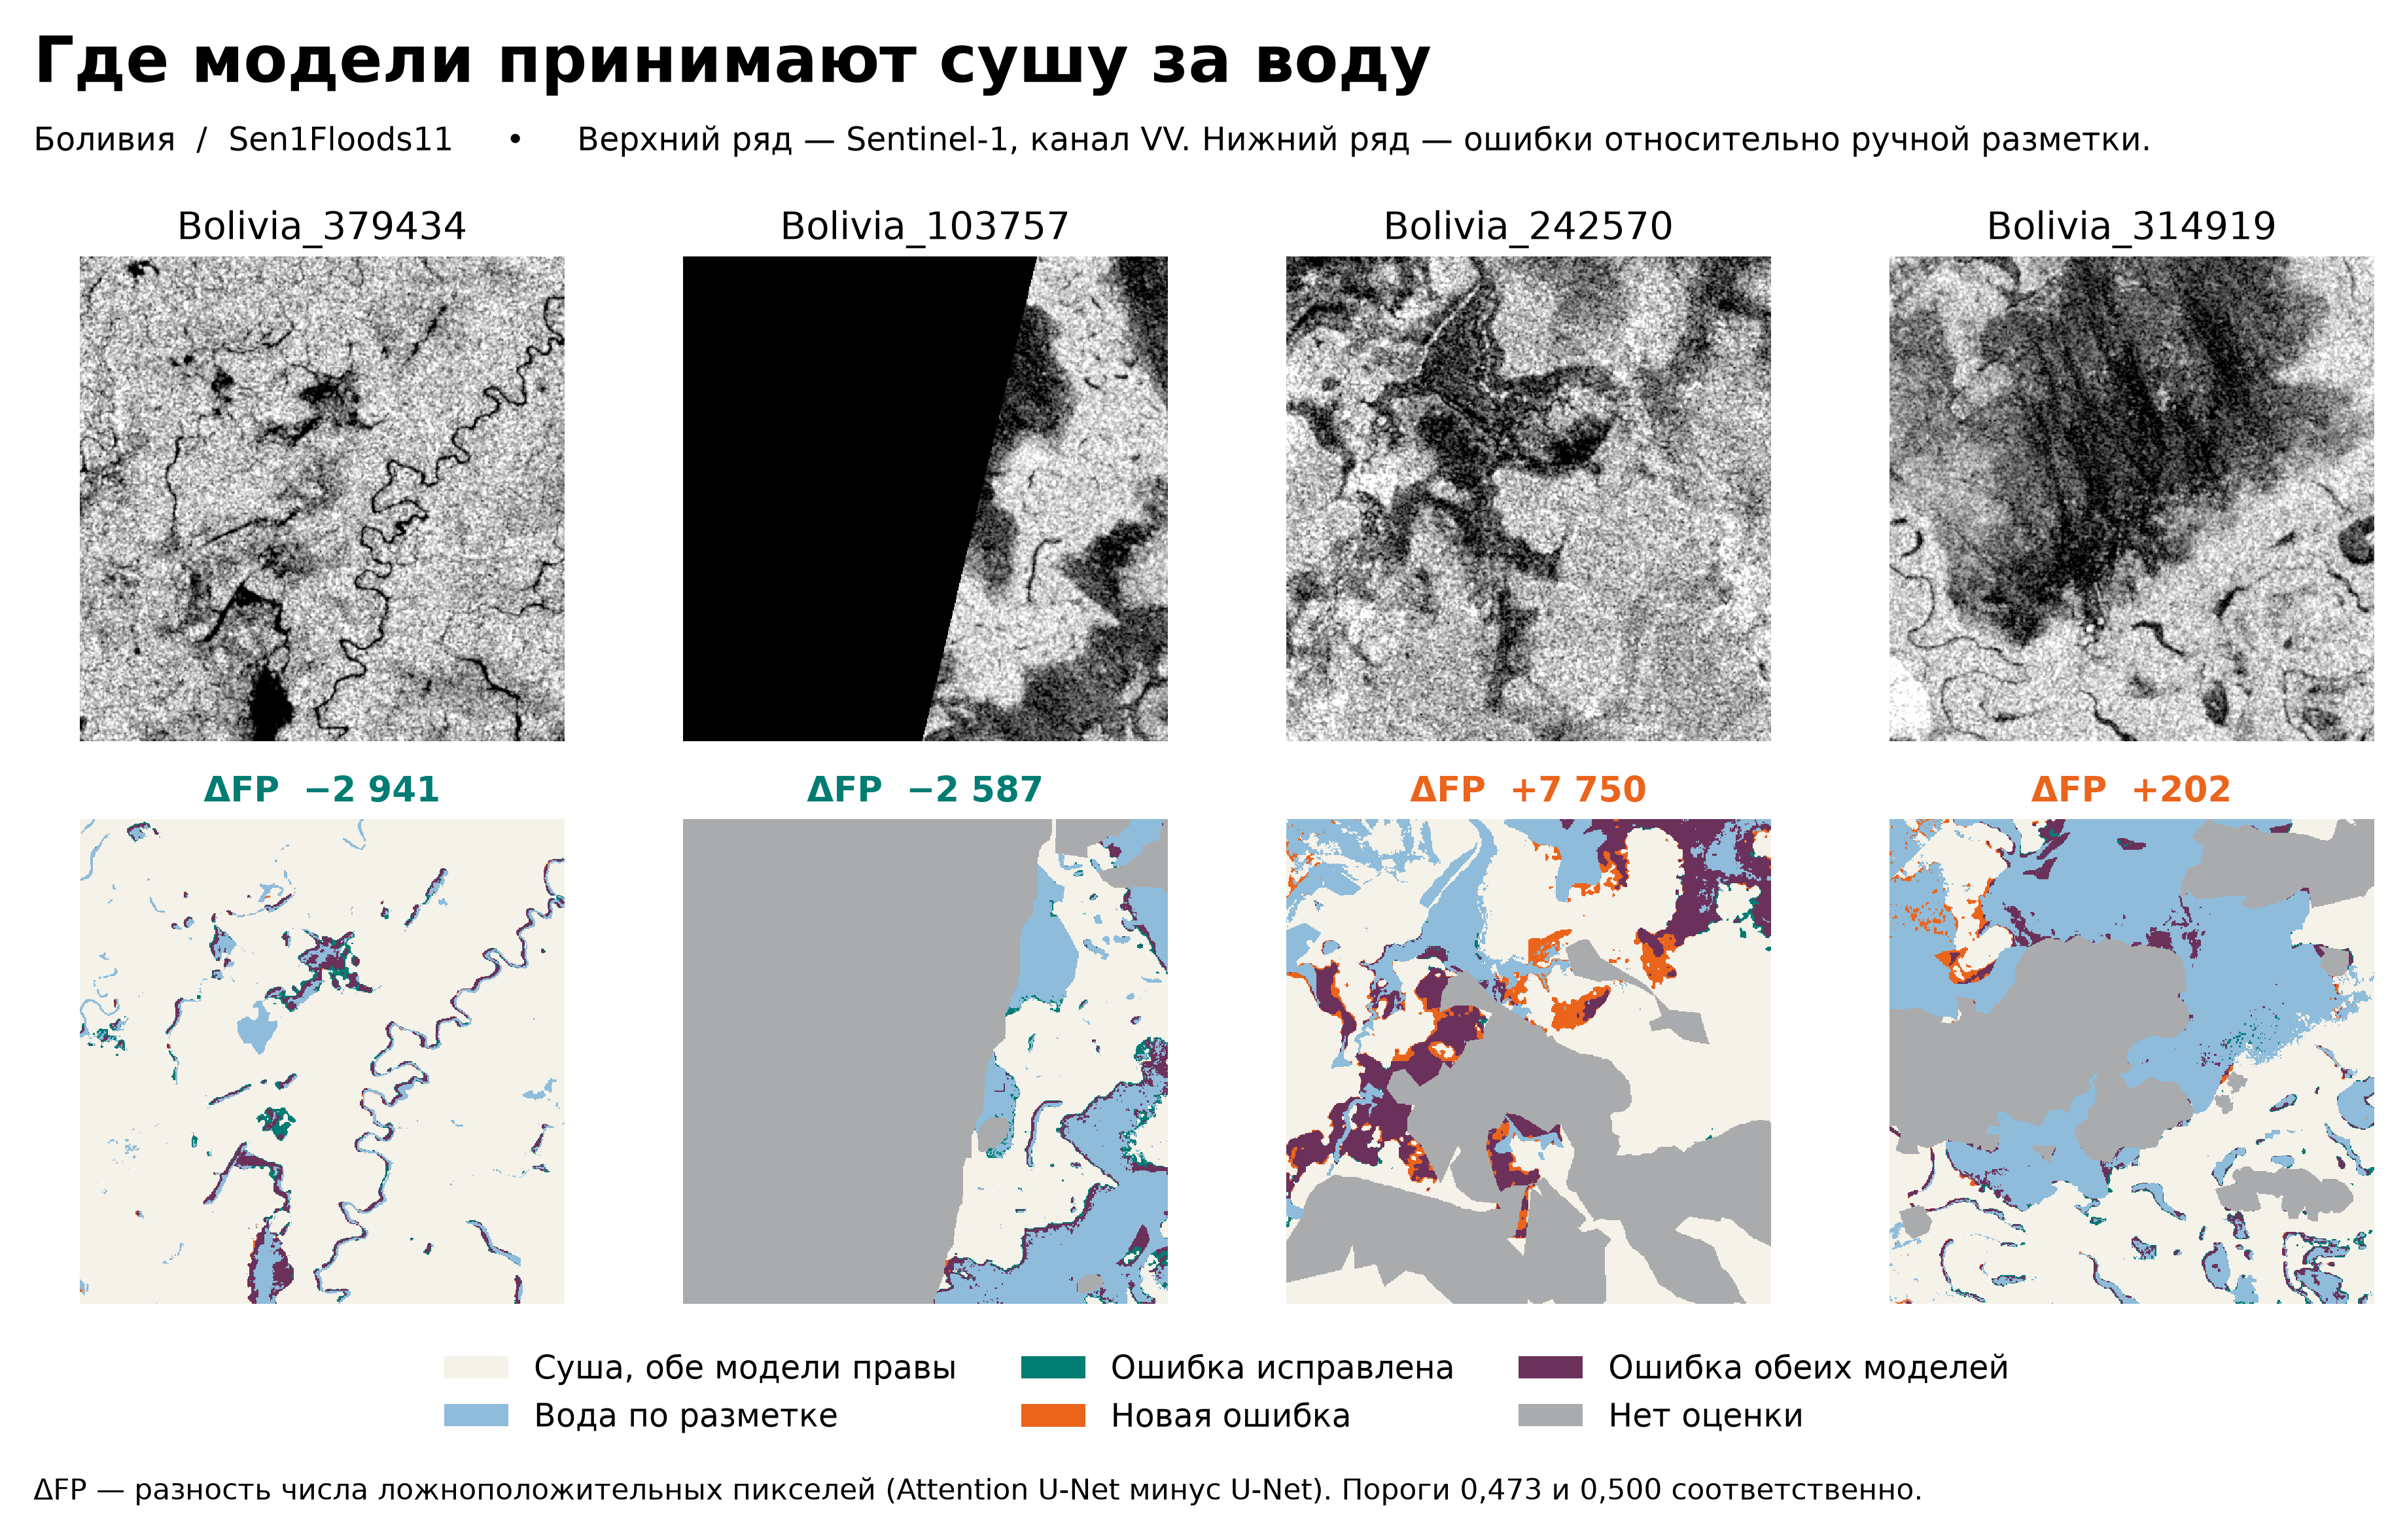 Где модели принимают сушу за воду
Боливия / Sen1Floods11 • Верхний ряд — Sentinel-1, канал VV. Нижний ряд — ошибки относительно ручной разметки.
Bolivia_379434 Bolivia_103757 Bolivia_242570 Bolivia_314919
ΔFP −2 941 ΔFP −2 587 ΔFP +7 750 ΔFP +202
Суша, обе модели правы Ошибка исправлена Ошибка обеих моделей
Вода по разметке Новая ошибка Нет оценки
ΔFP — разность числа ложноположительных пикселей (Attention U-Net минус U-Net). Пороги 0,473 и 0,500 соответственно.